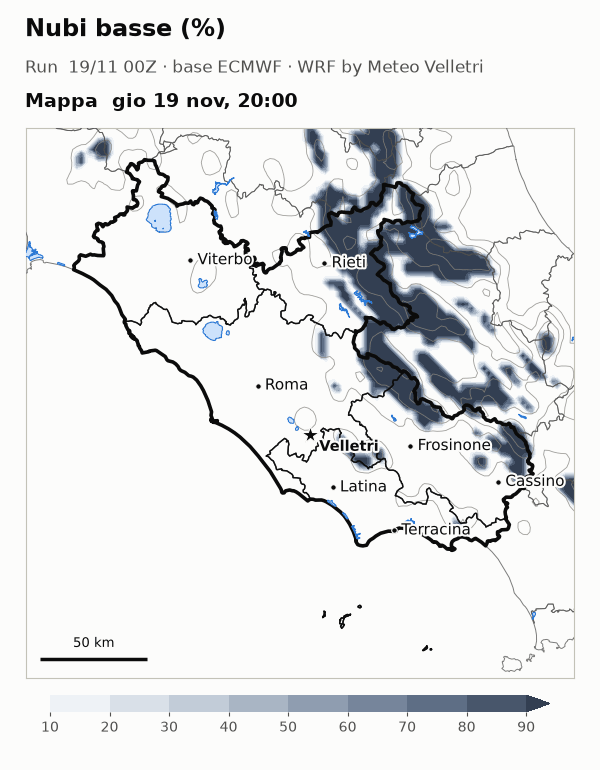 Nubi basse (%)
Run  19/11 00Z · base ECMWF · WRF by Meteo Velletri
Mappa  gio 19 nov, 20:00
Viterbo
Rieti
Roma
Velletri
Frosinone
Latina
Cassino
Terracina
50 km
10 20 30 40 50 60 70 80 90